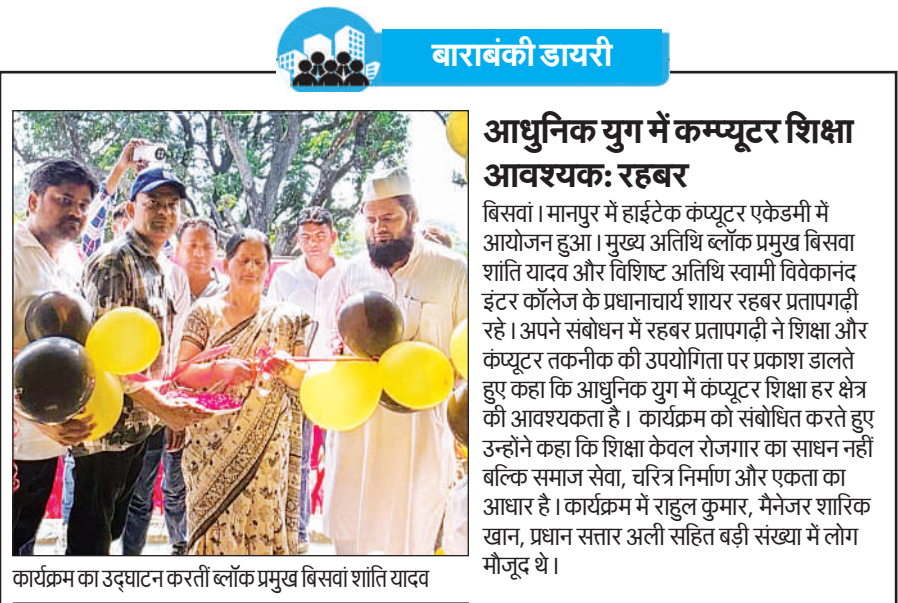 बाराबंकी डायरी
आधुनिक युग में कम्प्यूटर शिक्षा
आवश्यक: रहबर
बिसवां। मानपुर में हाईटेक कंप्यूटर एकेडमी में
आयोजन हुआ। मुख्य अतिथि ब्लॉक प्रमुख बिसवा
शांति यादव और विशिष्ट अतिथि स्वामी विवेकानंद
इंटर कॉलेज के प्रधानाचार्य शायर रहबर प्रतापगढ़ी
रहे। अपने संबोधन में रहबर प्रतापगढ़ी ने शिक्षा और
कंप्यूटर तकनीक की उपयोगिता पर प्रकाश डालते
हुए कहा कि आधुनिक युग में कंप्यूटर शिक्षा हर क्षेत्र
की आवश्यकता है। कार्यक्रम को संबोधित करते हुए
उन्होंने कहा कि शिक्षा केवल रोजगार का साधन नहीं
बल्कि समाज सेवा, चरित्र निर्माण और एकता का
आधार है। कार्यक्रम में राहुल कुमार, मैनेजर शारिक
खान, प्रधान सत्तार अली सहित बड़ी संख्या में लोग
मौजूद थे।
कार्यक्रम का उद्घाटन करतीं ब्लॉक प्रमुख बिसवां शांति यादव